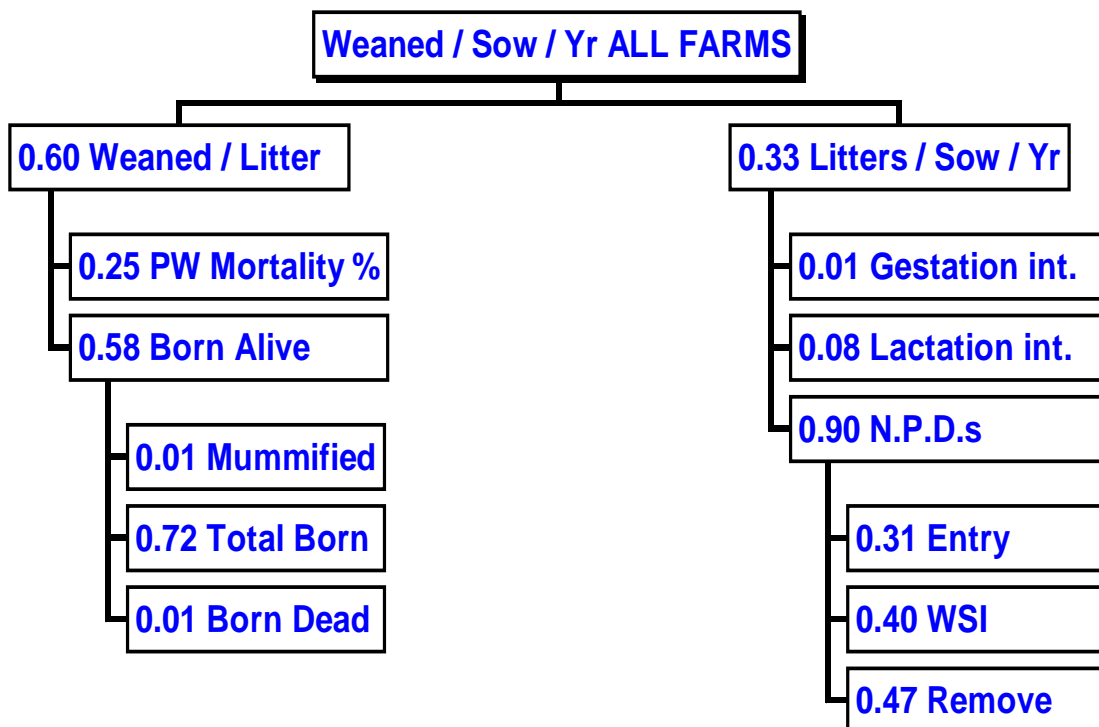 Weaned / Sow / Yr ALL FARMS
0.60 Weaned / Litter
0.25 PW Mortality %
0.58 Born Alive
0.01 Mummified
0.72 Total Born
0.01 Born Dead
0.33 Litters / Sow / Yr
0.01 Gestation int.
0.08 Lactation int.
0.90 N.P.D.s
0.31 Entry
0.40 WSI
0.47 Remove